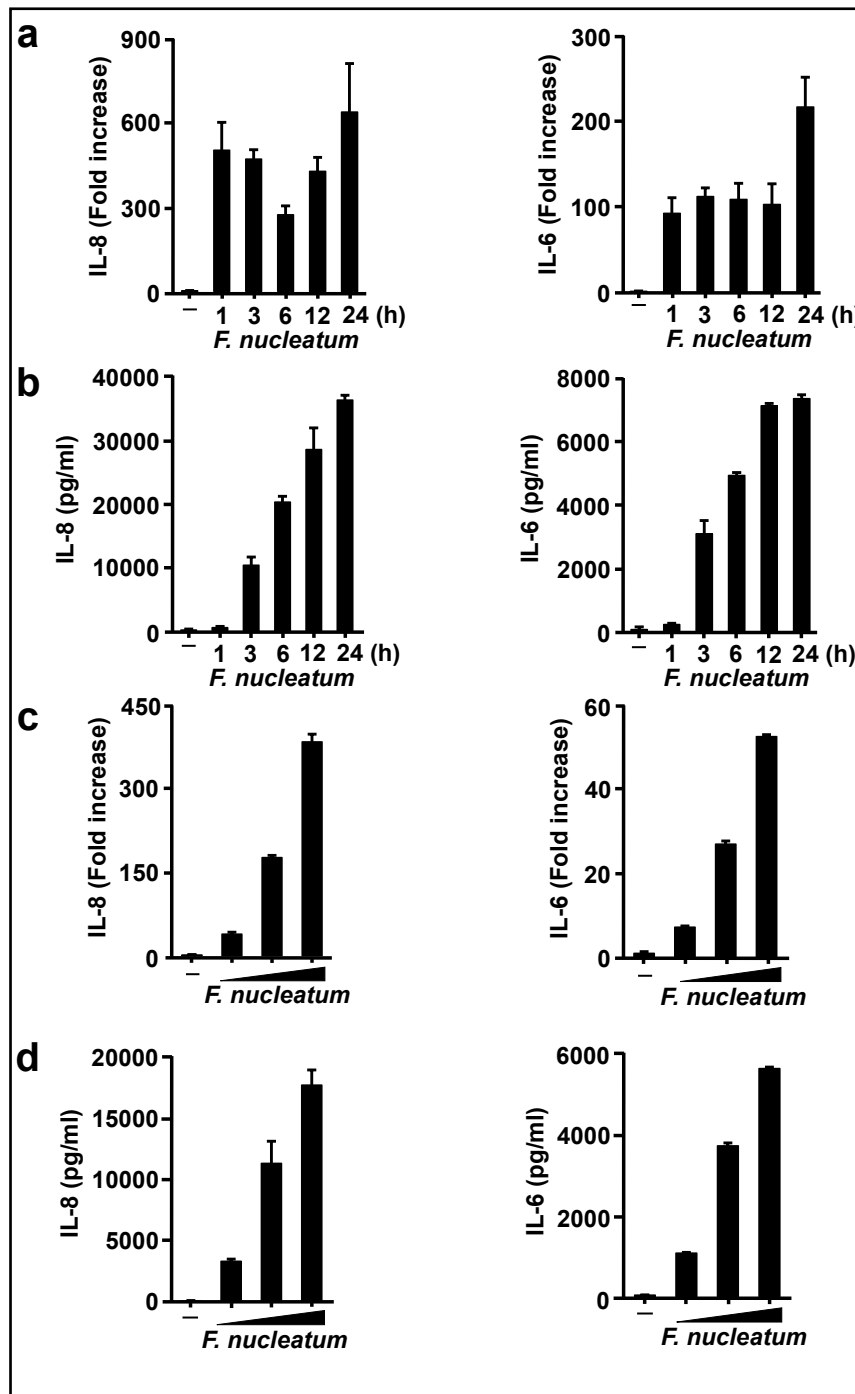 a
IL-8 (Fold increase)
900
600
300
0
– 1 3 6 12 24 (h)
F. nucleatum
IL-6 (Fold increase)
300
200
100
0
– 1 3 6 12 24 (h)
F. nucleatum
b
IL-8 (pg/ml)
40000
30000
20000
10000
0
– 1 3 6 12 24 (h)
F. nucleatum
IL-6 (pg/ml)
8000
6000
4000
2000
0
– 1 3 6 12 24 (h)
F. nucleatum
c
IL-8 (Fold increase)
450
300
150
0
–
F. nucleatum
IL-6 (Fold increase)
60
40
20
0
–
F. nucleatum
d
IL-8 (pg/ml)
20000
15000
10000
5000
0
–
F. nucleatum
IL-6 (pg/ml)
6000
4000
2000
0
–
F. nucleatum